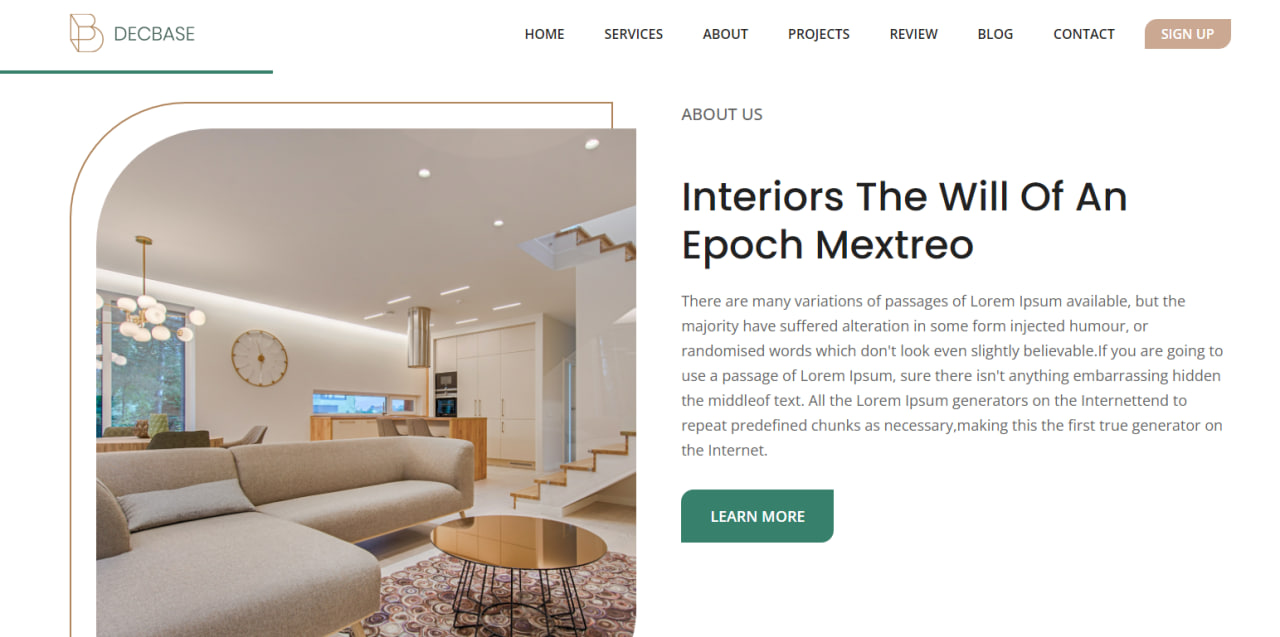 DECBASE
HOME SERVICES ABOUT PROJECTS REVIEW BLOG CONTACT SIGN UP
ABOUT US
Interiors The Will Of An
Epoch Mextreo
There are many variations of passages of Lorem Ipsum available, but the
majority have suffered alteration in some form injected humour, or
randomised words which don't look even slightly believable.If you are going to
use a passage of Lorem Ipsum, sure there isn't anything embarrassing hidden
the middleof text. All the Lorem Ipsum generators on the Internettend to
repeat predefined chunks as necessary,making this the first true generator on
the Internet.
LEARN MORE